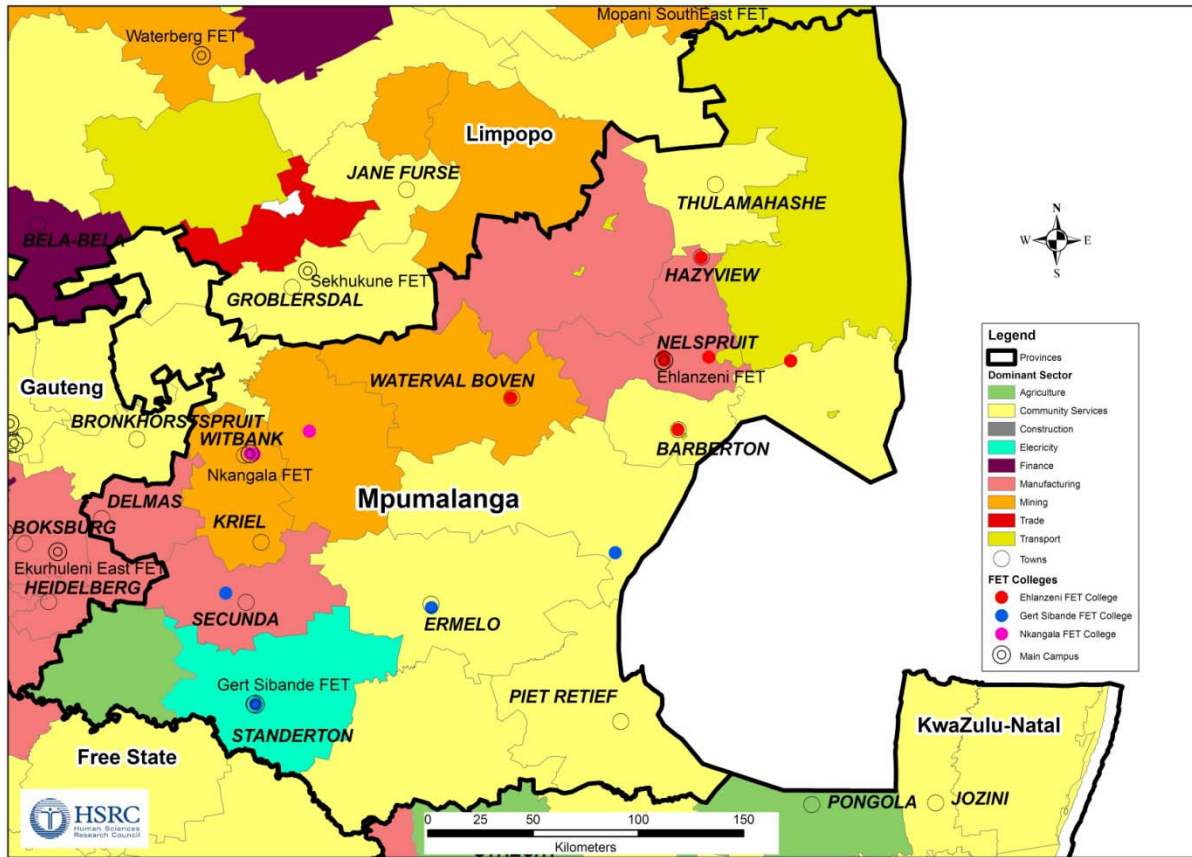 Mopani SouthEast FET
Waterberg FET
Limpopo
JANE FURSE
THULAMAHASHE
BELA-BELA
N
W E
S
HAZYVIEW
Sekhukune FET
GROBLERSDAL
NELSPRUIT
Ehlanzeni FET
WATERVAL BOVEN
Gauteng
BRONKHORSTSPRUIT
WITBANK
BARBERTON
Nkangala FET
Mpumalanga
DELMAS
BOKSBURG
KRIEL
Ekurhuleni East FET
HEIDELBERG
SECUNDA
ERMELO
Gert Sibande FET
PIET RETIEF
STANDERTON
KwaZulu-Natal
Free State
PONGOLA
JOZINI
Legend
Provinces
Dominant Sector
Agriculture
Community Services
Construction
Elecricity
Finance
Manufacturing
Mining
Trade
Transport
Towns
FET Colleges
Ehlanzeni FET College
Gert Sibande FET College
Nkangala FET College
Main Campus
HSRC
Human Sciences
Research Council
0 25 50 100 150
Kilometers